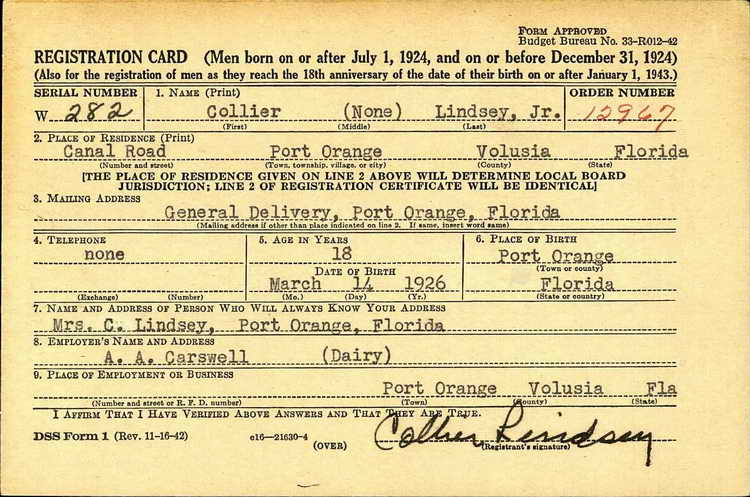 FORM APPROVED
Budget Bureau No. 33-R012-42
REGISTRATION CARD (Men born on or after July 1, 1924, and on or before December 31, 1924)
(Also for the registration of men as they reach the 18th anniversary of the date of their birth on or after January 1, 1943.)
SERIAL NUMBER 1. NAME (Print) ORDER NUMBER
W 282 Collier (None) Lindsey, Jr. 12967
(First) (Middle) (Last)
2. PLACE OF RESIDENCE (Print)
Canal Road Port Orange Volusia Florida
(Number and street) (Town, township, village, or city) (County) (State)
[THE PLACE OF RESIDENCE GIVEN ON LINE 2 ABOVE WILL DETERMINE LOCAL BOARD
JURISDICTION; LINE 2 OF REGISTRATION CERTIFICATE WILL BE IDENTICAL]
3. MAILING ADDRESS
General Delivery, Port Orange, Florida
(Mailing address if other than place indicated on line 2. If same, insert word same)
4. TELEPHONE 5. AGE IN YEARS 6. PLACE OF BIRTH
none 18 Port Orange
(Town or county)
DATE OF BIRTH
March 14 1926 Florida
(Exchange) (Number) (Mo.) (Day) (Yr.) (State or country)
7. NAME AND ADDRESS OF PERSON WHO WILL ALWAYS KNOW YOUR ADDRESS
Mrs. C. Lindsey, Port Orange, Florida
8. EMPLOYER'S NAME AND ADDRESS
A. A. Carswell (Dairy)
9. PLACE OF EMPLOYMENT OR BUSINESS
Port Orange Volusia Fla
(Number and street or R. F. D. number) (Town) (County) (State)
I AFFIRM THAT I HAVE VERIFIED ABOVE ANSWERS AND THAT THEY ARE TRUE.
DSS Form 1 (Rev. 11-16-42) c16-21630-4 (OVER) Collier Lindsey
(Registrant's signature)